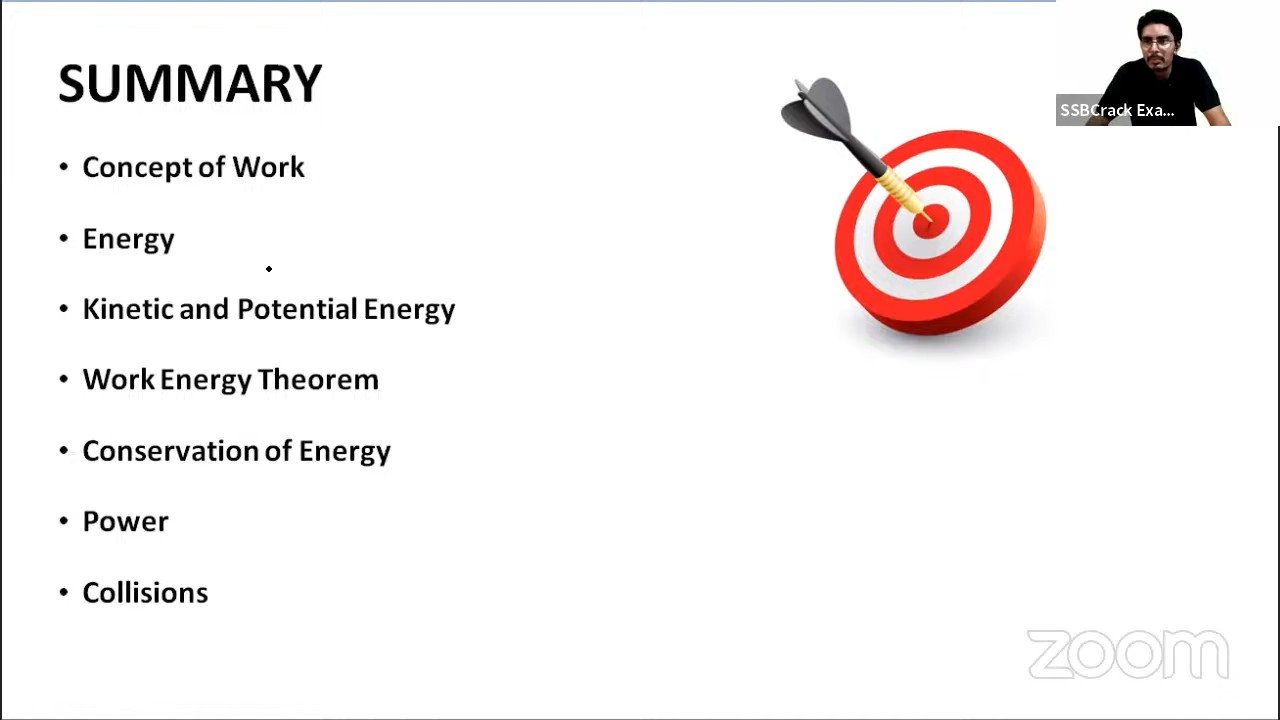 SUMMARY
• Concept of Work
• Energy
• Kinetic and Potential Energy
• Work Energy Theorem
• Conservation of Energy
• Power
• Collisions
SSBCrack Exa...
zoom